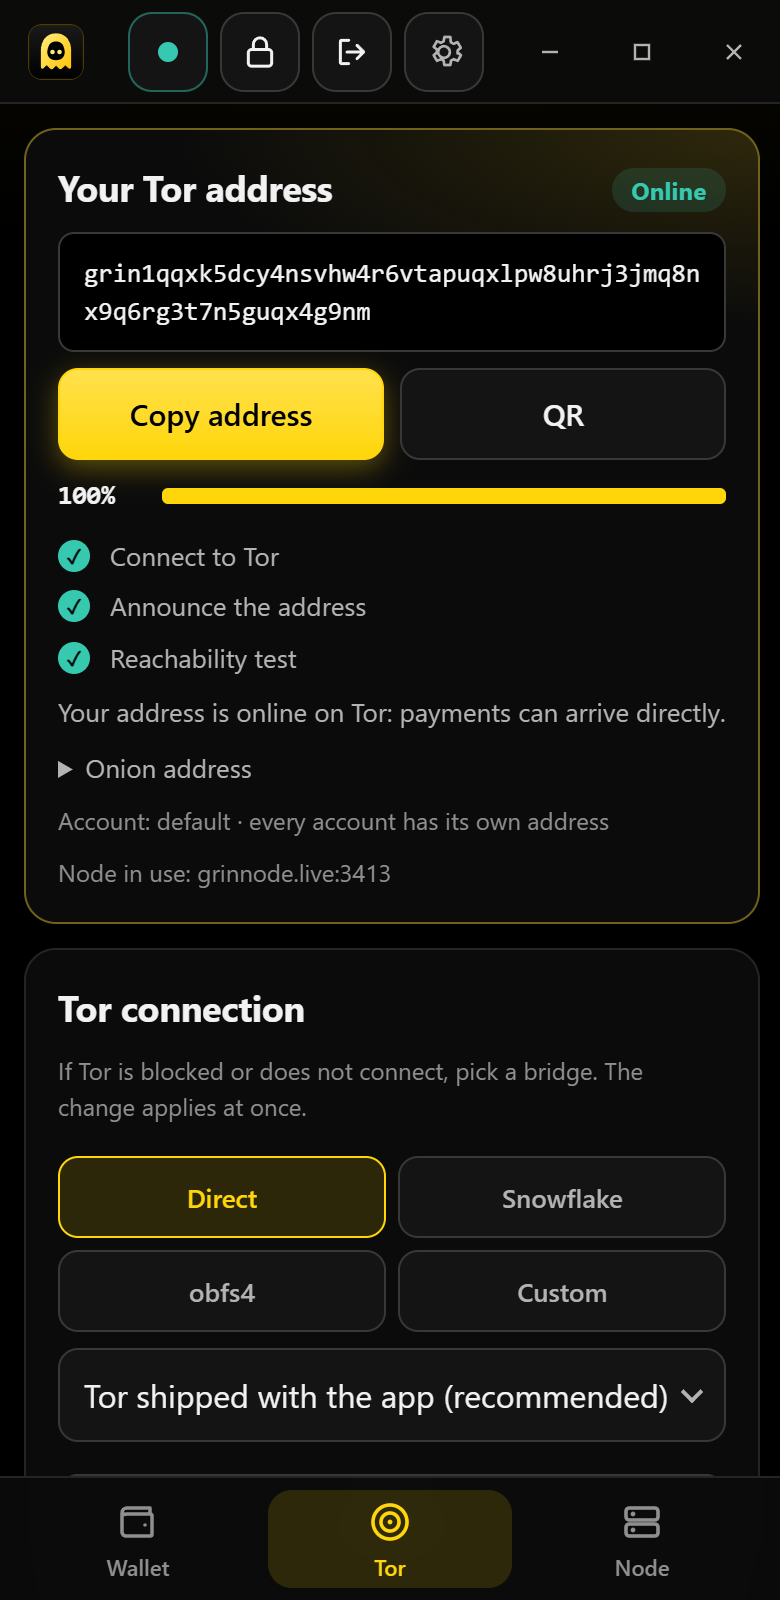 Your Tor address
Online
grin1qqxk5dcy4nsvhw4r6vtapuqxlpw8uhrj3jmq8n
x9q6rg3t7n5guqx4g9nm
Copy address
QR
100%
Connect to Tor
Announce the address
Reachability test
Your address is online on Tor: payments can arrive directly.
Onion address
Account: default · every account has its own address
Node in use: grinnode.live:3413
Tor connection
If Tor is blocked or does not connect, pick a bridge. The
change applies at once.
Direct
Snowflake
obfs4
Custom
Tor shipped with the app (recommended)
Wallet
Tor
Node